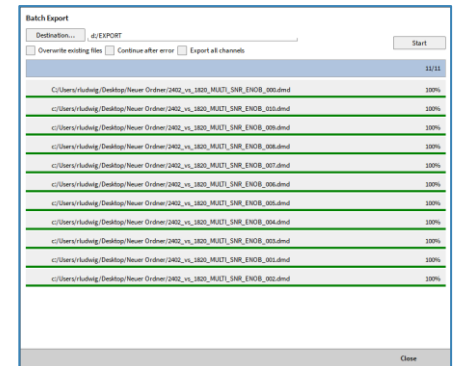 Batch Export
Destination... d:/EXPORT
Start
Overwrite existing files Continue after error Export all channels
11/11
C:/Users/rludwig/Desktop/Neuer Ordner/2402_vs_1820_MULTI_SNR_ENOB_000.dmd 100%
C:/Users/rludwig/Desktop/Neuer Ordner/2402_vs_1820_MULTI_SNR_ENOB_010.dmd 100%
C:/Users/rludwig/Desktop/Neuer Ordner/2402_vs_1820_MULTI_SNR_ENOB_009.dmd 100%
C:/Users/rludwig/Desktop/Neuer Ordner/2402_vs_1820_MULTI_SNR_ENOB_008.dmd 100%
C:/Users/rludwig/Desktop/Neuer Ordner/2402_vs_1820_MULTI_SNR_ENOB_007.dmd 100%
C:/Users/rludwig/Desktop/Neuer Ordner/2402_vs_1820_MULTI_SNR_ENOB_006.dmd 100%
C:/Users/rludwig/Desktop/Neuer Ordner/2402_vs_1820_MULTI_SNR_ENOB_005.dmd 100%
C:/Users/rludwig/Desktop/Neuer Ordner/2402_vs_1820_MULTI_SNR_ENOB_004.dmd 100%
C:/Users/rludwig/Desktop/Neuer Ordner/2402_vs_1820_MULTI_SNR_ENOB_003.dmd 100%
C:/Users/rludwig/Desktop/Neuer Ordner/2402_vs_1820_MULTI_SNR_ENOB_001.dmd 100%
C:/Users/rludwig/Desktop/Neuer Ordner/2402_vs_1820_MULTI_SNR_ENOB_002.dmd 100%
Close